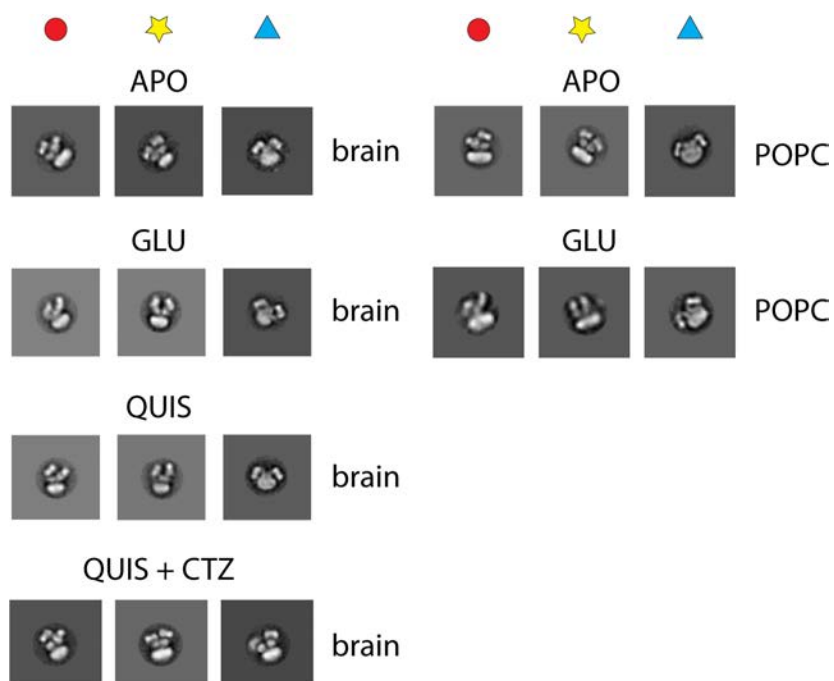 APO
brain
GLU
brain
QUIS
brain
QUIS + CTZ
brain
APO
POPC
GLU
POPC